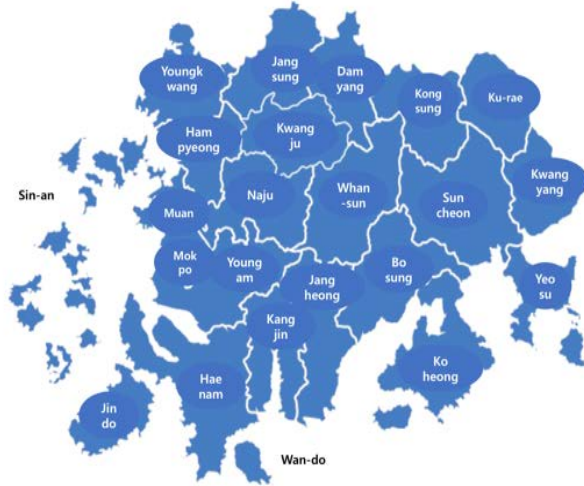 Youngk
wang
Jang
sung
Dam
yang
Kong
sung
Ku-rae
Ham
pyeong
Kwang
ju
Sin-an
Naju
Whan
-sun
Sun
cheon
Kwang
yang
Muan
Mok
po
Young
am
Jang
heong
Bo
sung
Yeo
su
Kang
jin
Ko
heong
Hae
nam
Jin
do
Wan-do